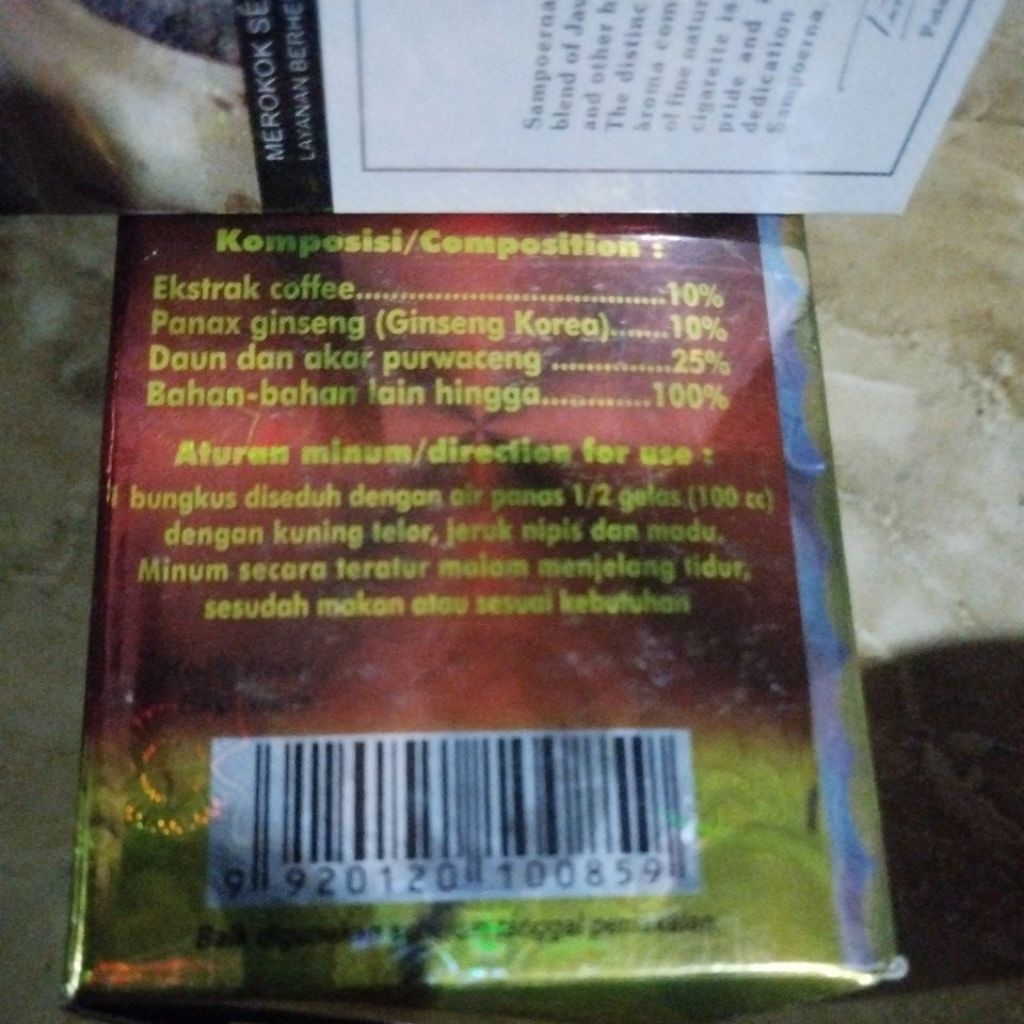 MEROKOK
LAYANAN
Sampoerna
blend of
and other
The distinc
aroma com
of fine natur
cigarette is
pride and
dedication
Sampoerna.
Komposisi/Composition :
Ekstrak coffee......................................10%
Panax ginseng (Ginseng Korea).......10%
Daun dan akar purwaceng ..............25%
Bahan-bahan lain hingga.............100%
Aturan minum/direction for use :
1 bungkus diseduh dengan air panas 1/2 gelas.(100 cc)
dengan kuning telor, jeruk nipis dan madu.
Minum secara teratur malam menjelang tidur,
sesudah makan atau sesuai kebutuhan
9 920120 100859
Baik digunakan tanggal pemakaian